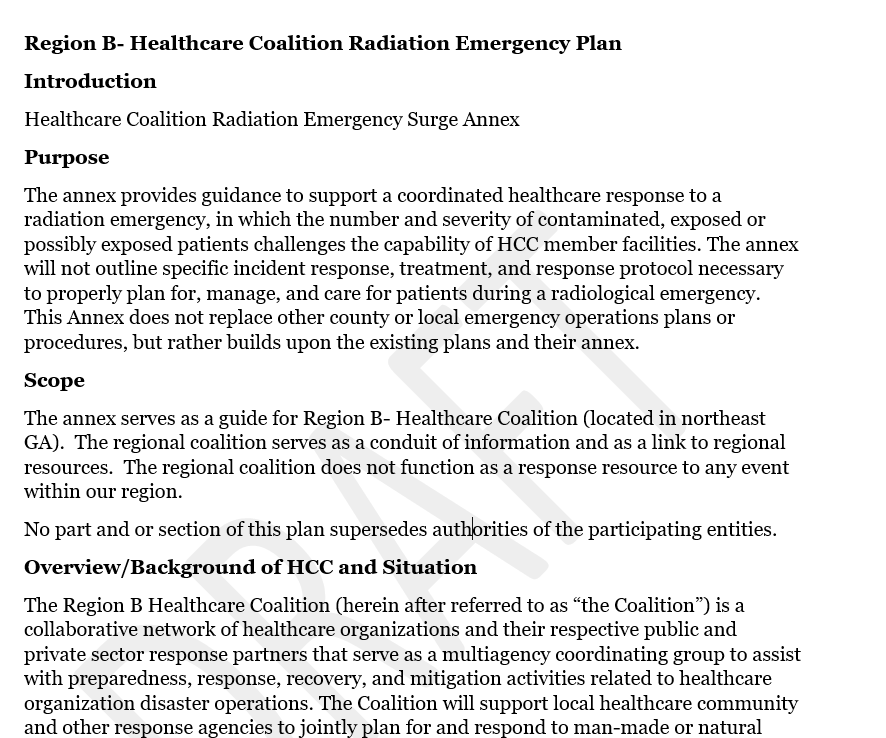 Region B- Healthcare Coalition Radiation Emergency Plan
Introduction
Healthcare Coalition Radiation Emergency Surge Annex
Purpose
The annex provides guidance to support a coordinated healthcare response to a
radiation emergency, in which the number and severity of contaminated, exposed or
possibly exposed patients challenges the capability of HCC member facilities. The annex
will not outline specific incident response, treatment, and response protocol necessary
to properly plan for, manage, and care for patients during a radiological emergency.
This Annex does not replace other county or local emergency operations plans or
procedures, but rather builds upon the existing plans and their annex.
Scope
The annex serves as a guide for Region B- Healthcare Coalition (located in northeast
GA).  The regional coalition serves as a conduit of information and as a link to regional
resources.  The regional coalition does not function as a response resource to any event
within our region.
No part and or section of this plan supersedes authorities of the participating entities.
Overview/Background of HCC and Situation
The Region B Healthcare Coalition (herein after referred to as “the Coalition”) is a
collaborative network of healthcare organizations and their respective public and
private sector response partners that serve as a multiagency coordinating group to assist
with preparedness, response, recovery, and mitigation activities related to healthcare
organization disaster operations. The Coalition will support local healthcare community
and other response agencies to jointly plan for and respond to man-made or natural
DRAFT